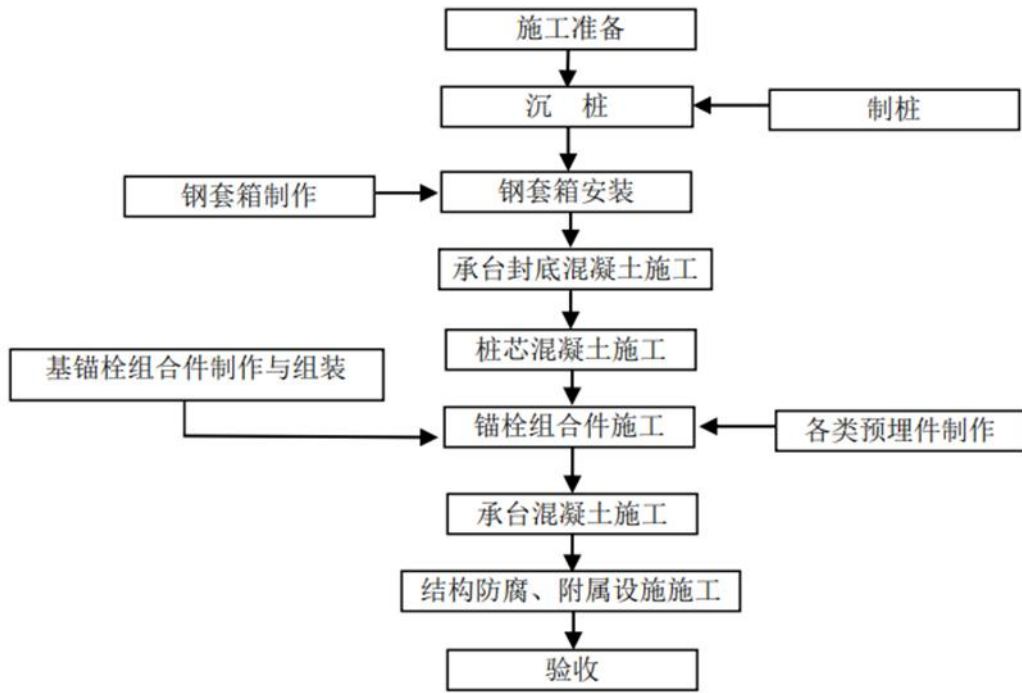 施工准备
沉 桩
制桩
钢套箱制作
钢套箱安装
承台封底混凝土施工
桩芯混凝土施工
基锚栓组合件制作与组装
锚栓组合件施工
各类预埋件制作
承台混凝土施工
结构防腐、附属设施施工
验收